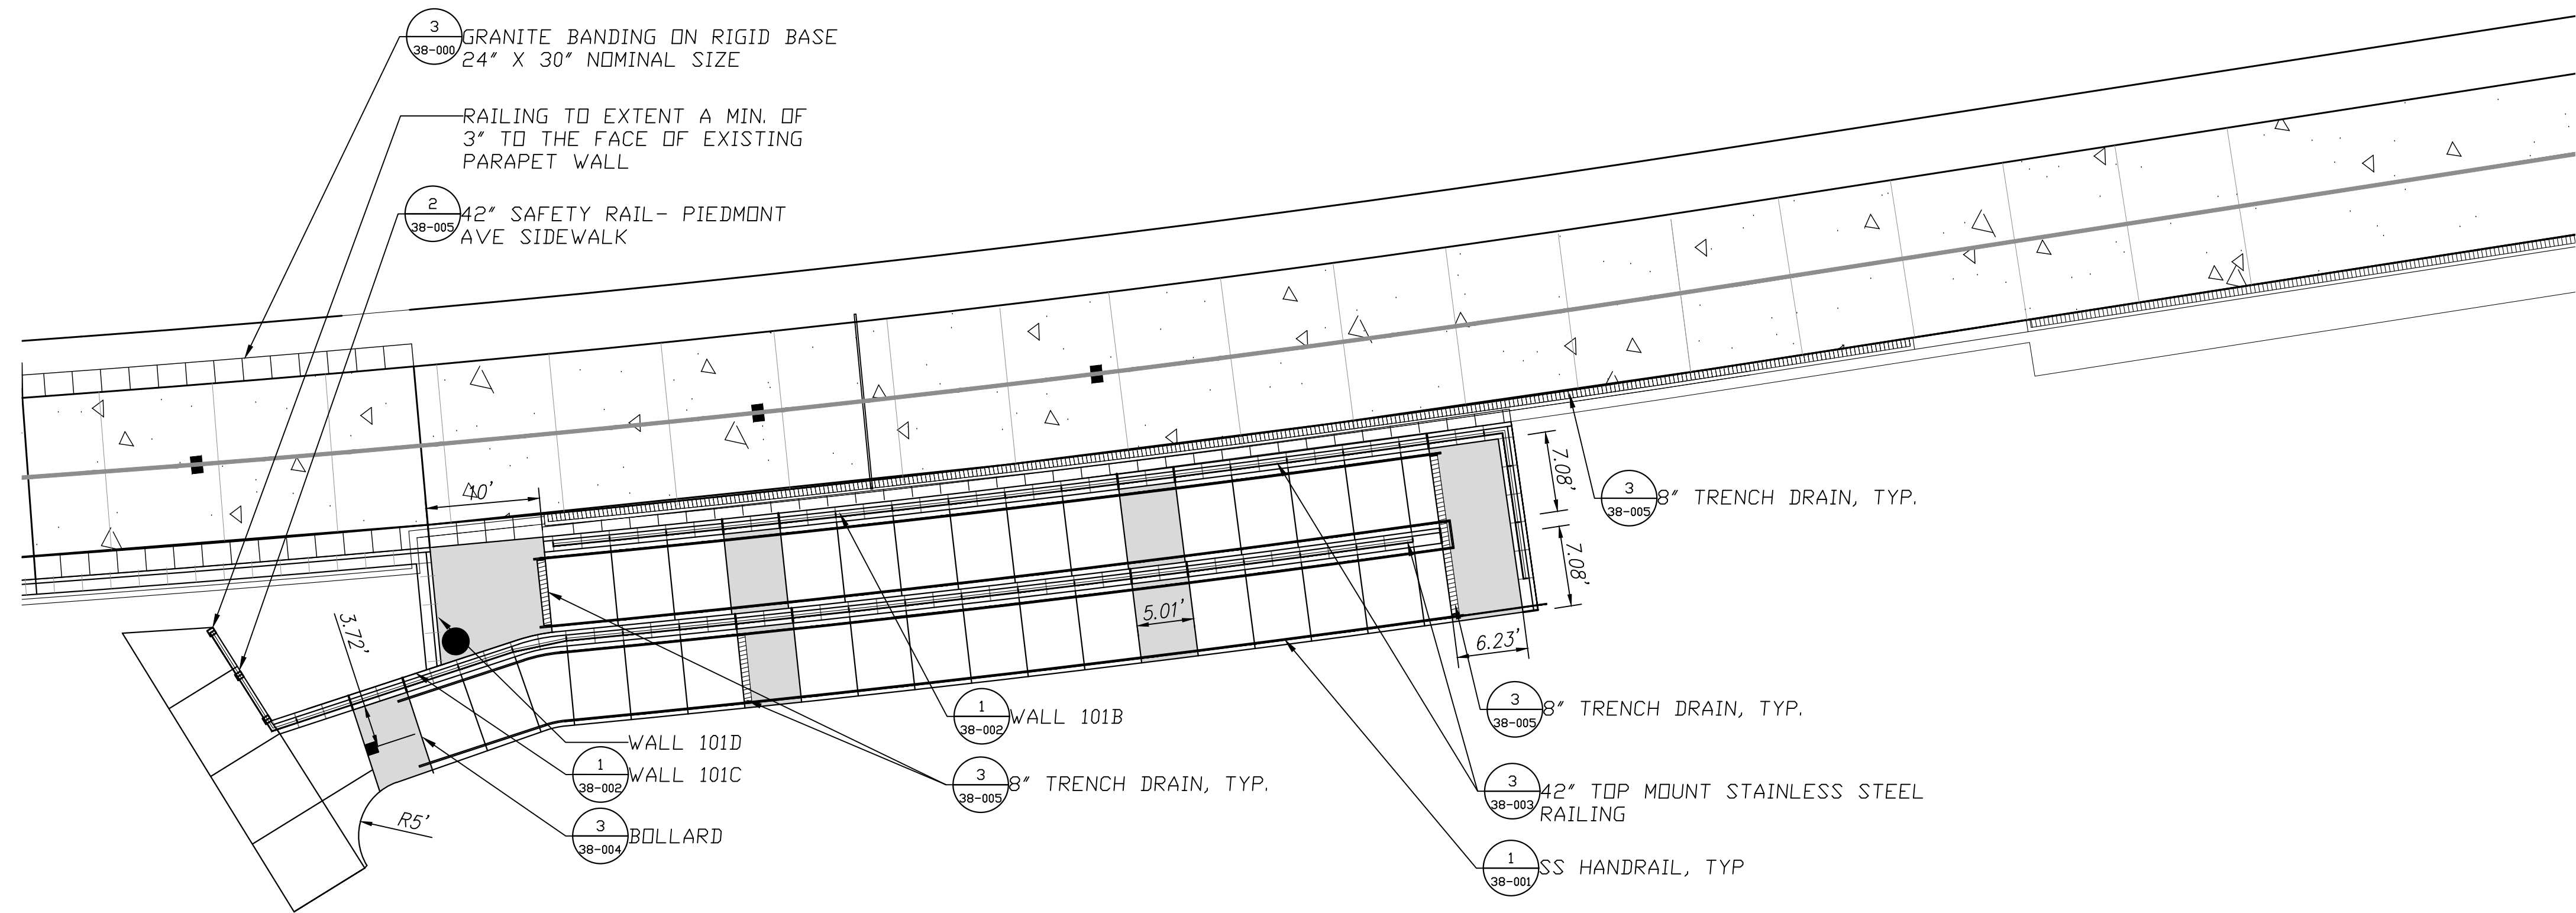 3
38-000
GRANITE BANDING ON RIGID BASE
24" X 30" NOMINAL SIZE
RAILING TO EXTENT A MIN. OF
3" TO THE FACE OF EXISTING
PARAPET WALL
2
38-005
42" SAFETY RAIL- PIEDMONT
AVE SIDEWALK
10'
7.08'
7.08'
3
38-005
8" TRENCH DRAIN, TYP.
3.72'
5.01'
6.23'
1
38-002
WALL 101B
3
38-005
8" TRENCH DRAIN, TYP.
WALL 101D
1
38-002
WALL 101C
3
38-005
8" TRENCH DRAIN, TYP.
3
38-003
42" TOP MOUNT STAINLESS STEEL
RAILING
R5'
3
38-004
BOLLARD
1
38-001
SS HANDRAIL, TYP